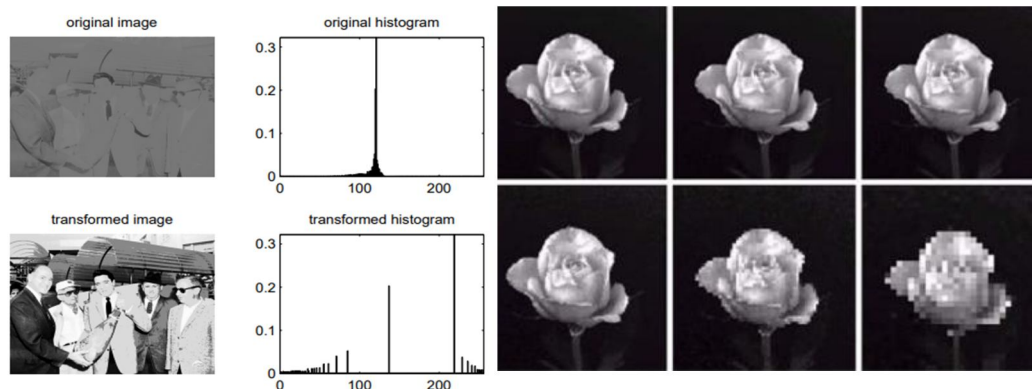 original image
original histogram
0.3
0.2
0.1
0
0 100 200
transformed image
transformed histogram
0.3
0.2
0.1
0
0 100 200